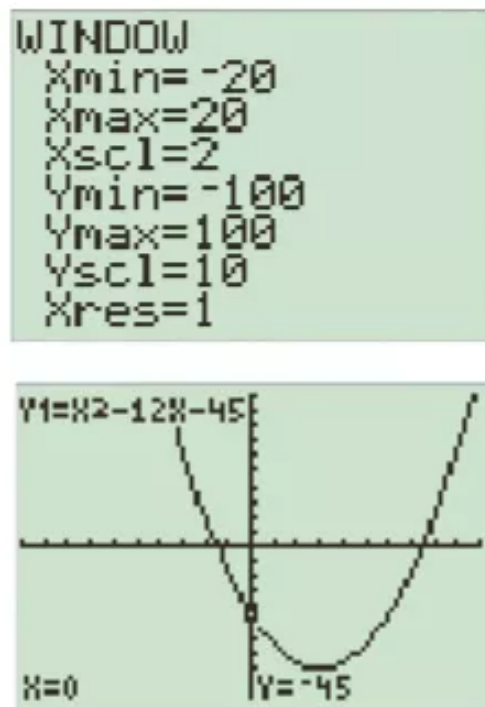 WINDOW
Xmin=⁻20
Xmax=20
Xscl=2
Ymin=⁻100
Ymax=100
Yscl=10
Xres=1
Y1=X2-12X-45
X=0 Y=⁻45